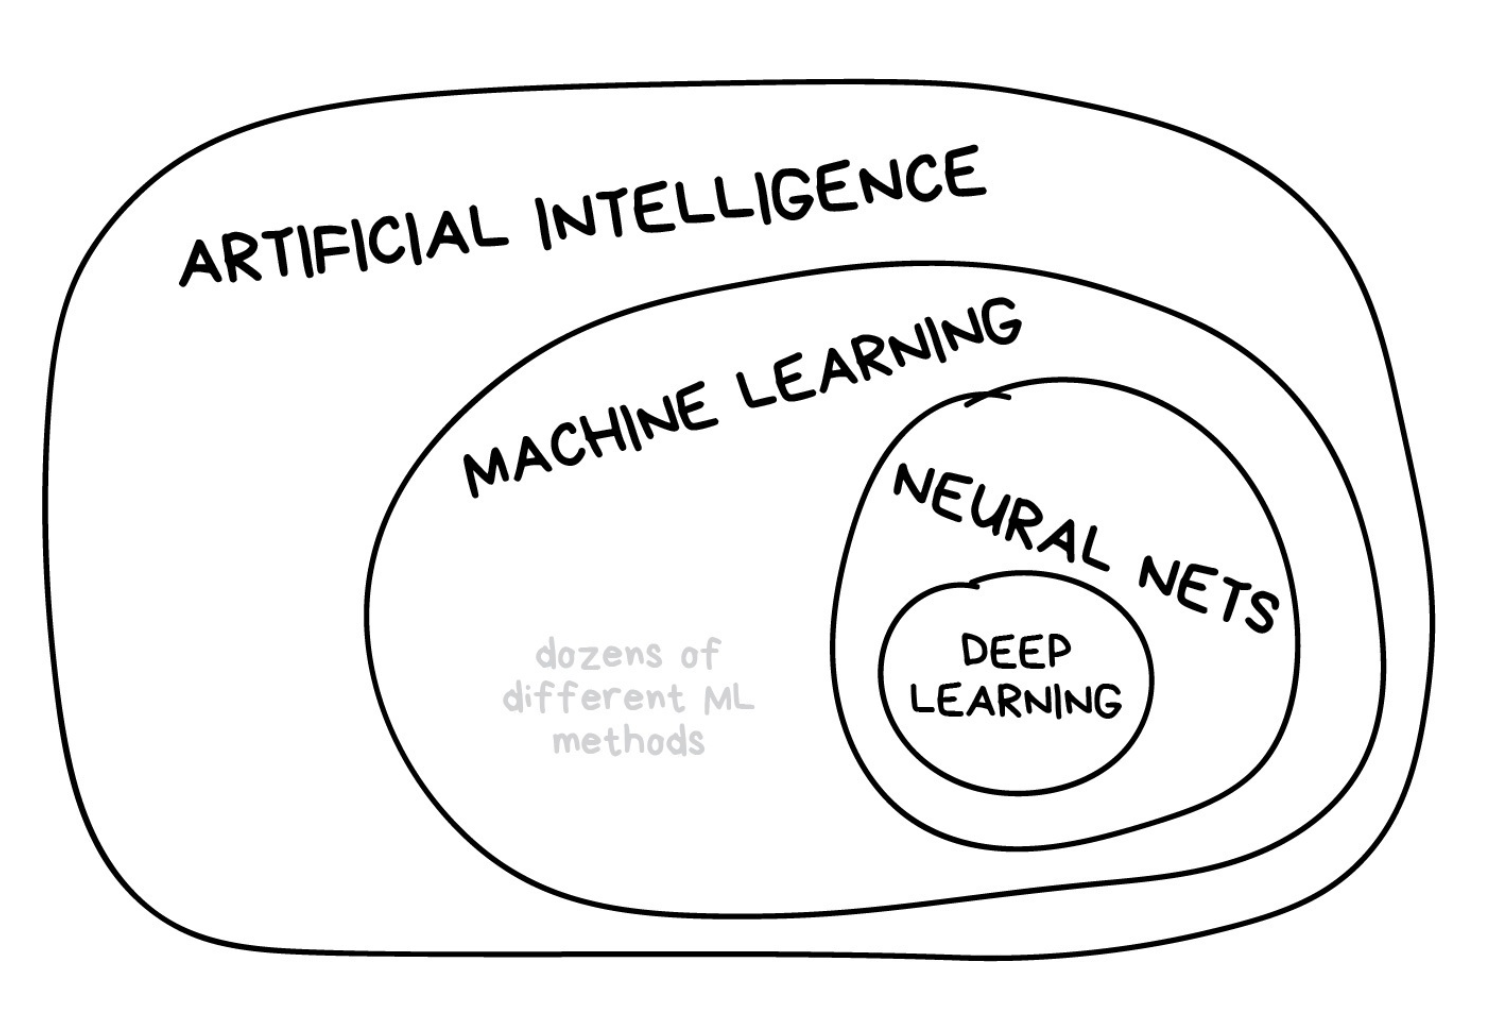 ARTIFICIAL INTELLIGENCE
MACHINE LEARNING
NEURAL NETS
DEEP
LEARNING
dozens of
different ML
methods